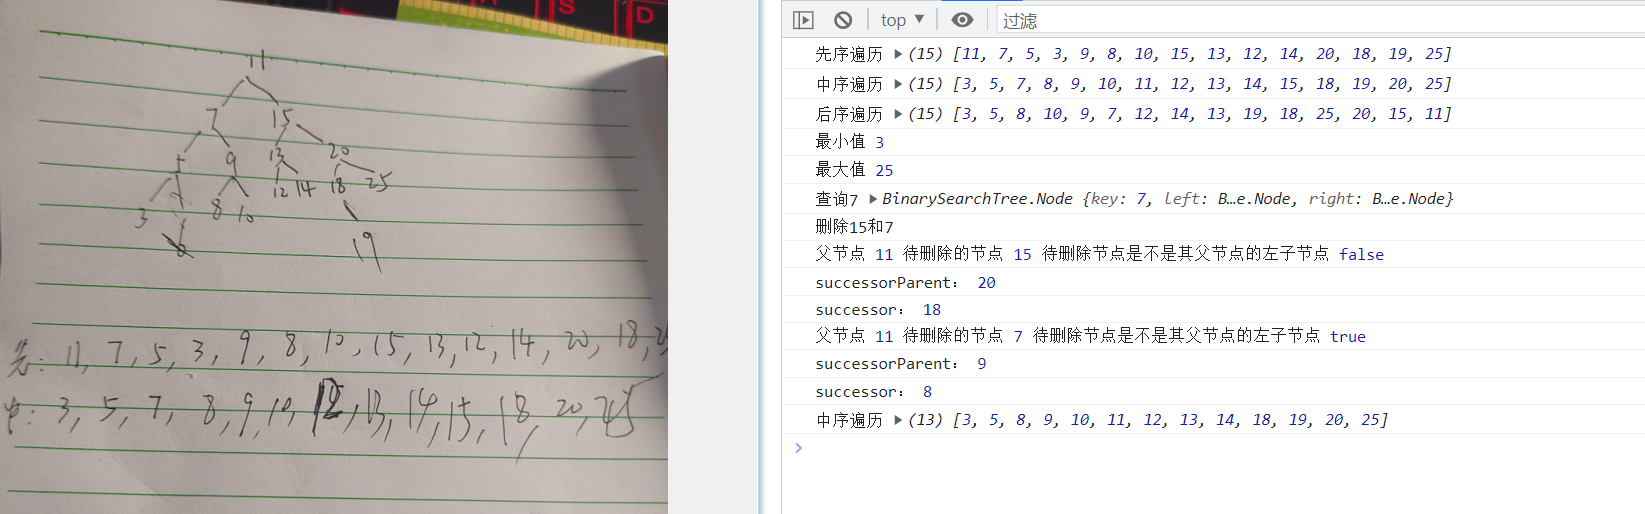 S
D
11
7 15
5 9 13 20
3 8 10 12 14 18 25
6 19
先: 11, 7, 5, 3, 9, 8, 10, 15, 13, 12, 14, 20, 18,
中: 3, 5, 7, 8, 9, 10, 12, 13, 14, 15, 18, 20, 25
top ▼ 过滤
先序遍历 ▶(15) [11, 7, 5, 3, 9, 8, 10, 15, 13, 12, 14, 20, 18, 19, 25]
中序遍历 ▶(15) [3, 5, 7, 8, 9, 10, 11, 12, 13, 14, 15, 18, 19, 20, 25]
后序遍历 ▶(15) [3, 5, 8, 10, 9, 7, 12, 14, 13, 19, 18, 25, 20, 15, 11]
最小值 3
最大值 25
查询7 ▶BinarySearchTree.Node {key: 7, left: B…e.Node, right: B…e.Node}
删除15和7
父节点 11 待删除的节点 15 待删除节点是不是其父节点的左子节点 false
successorParent： 20
successor： 18
父节点 11 待删除的节点 7 待删除节点是不是其父节点的左子节点 true
successorParent： 9
successor： 8
中序遍历 ▶(13) [3, 5, 8, 9, 10, 11, 12, 13, 14, 18, 19, 20, 25]
›